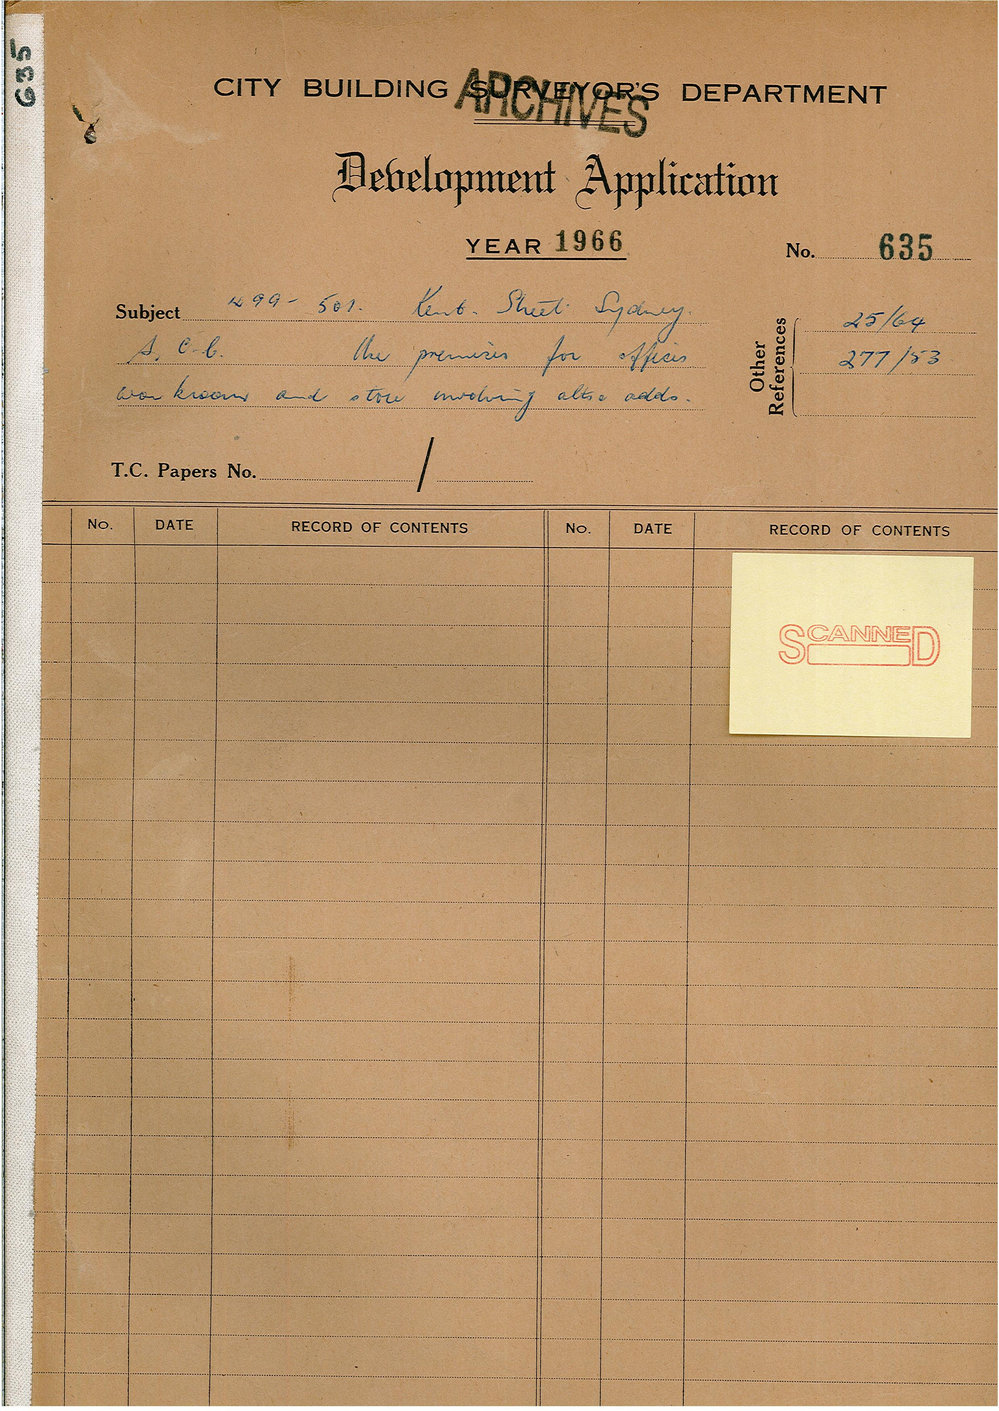 635
CITY BUILDING SURVEYOR'S DEPARTMENT
ARCHIVES
Development Application
YEAR 1966
No. 635
Subject 499-501. Kent. Street Sydney.
the premises for offices
workrooms and store involving alts. adds.
Other References
25/64
277/53
T.C. Papers No. /
No. DATE RECORD OF CONTENTS No. DATE RECORD OF CONTENTS
SCANNED